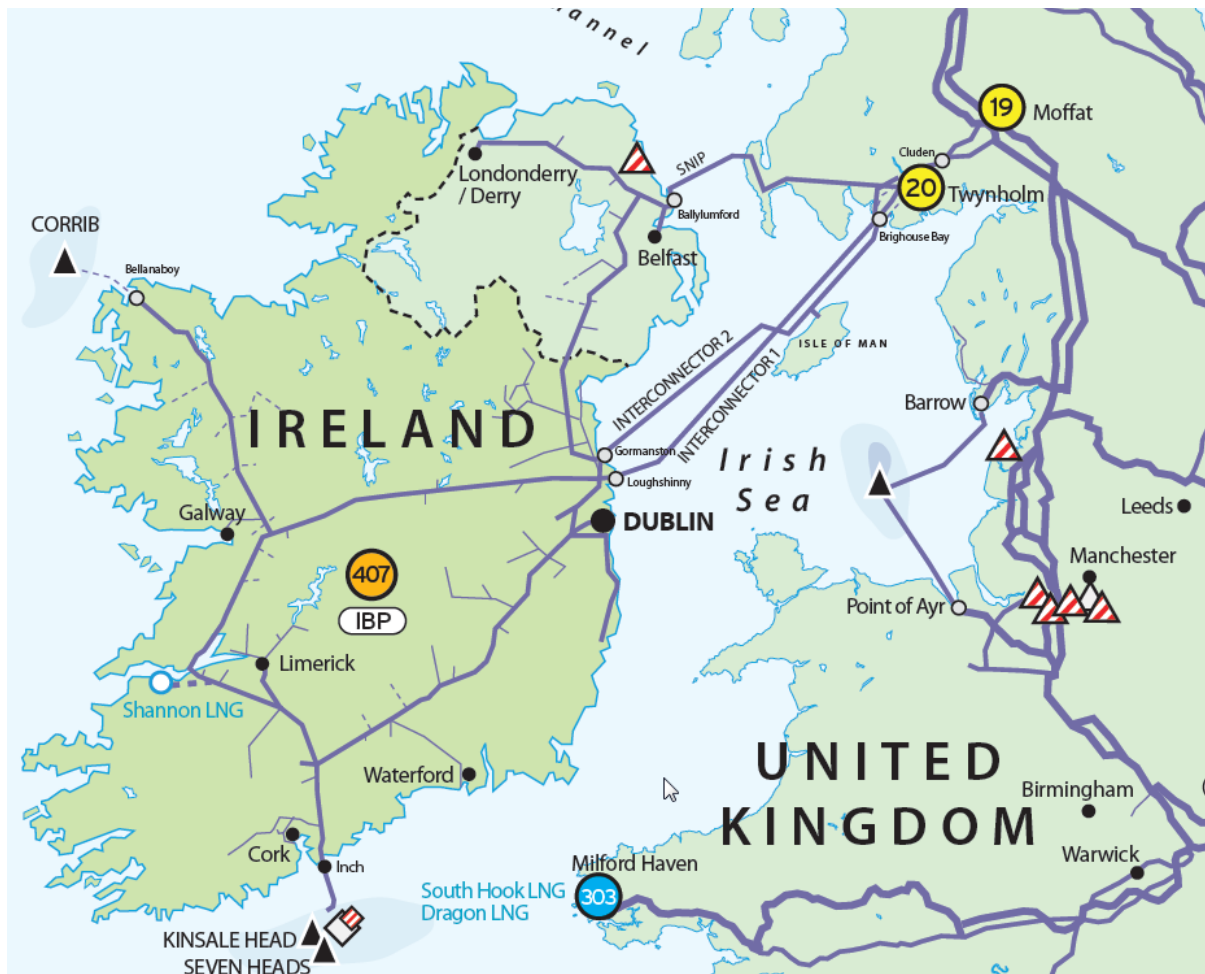 hannel
19
Moffat
Cluden
Londonderry
/ Derry
SNIP
20
Twynholm
Ballylumford
Brighouse Bay
CORRIB
Belfast
Bellanaboy
INTERCONNECTOR 2
ISLE OF MAN
INTERCONNECTOR 1
Barrow
IRELAND
Gormanston
Irish
Sea
Loughshinny
Galway
DUBLIN
Leeds
407
IBP
Manchester
Point of Ayr
Limerick
Shannon LNG
UNITED
KINGDOM
Waterford
Birmingham
Cork
Inch
Milford Haven
Warwick
South Hook LNG
Dragon LNG
303
KINSALE HEAD
SEVEN HEADS